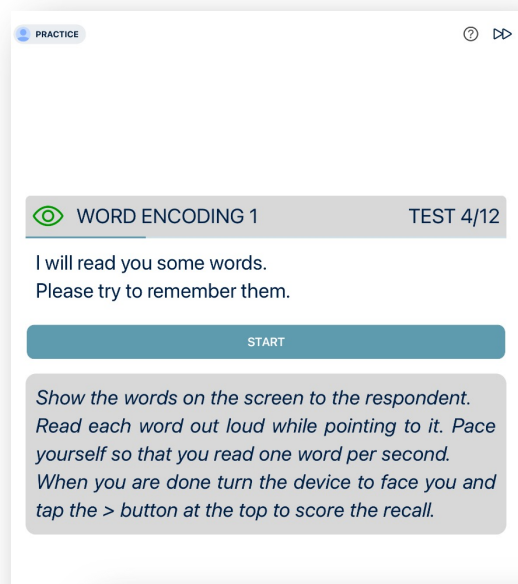 PRACTICE
WORD ENCODING 1 TEST 4/12
I will read you some words.
Please try to remember them.
START
Show the words on the screen to the respondent.
Read each word out loud while pointing to it. Pace
yourself so that you read one word per second.
When you are done turn the device to face you and
tap the > button at the top to score the recall.